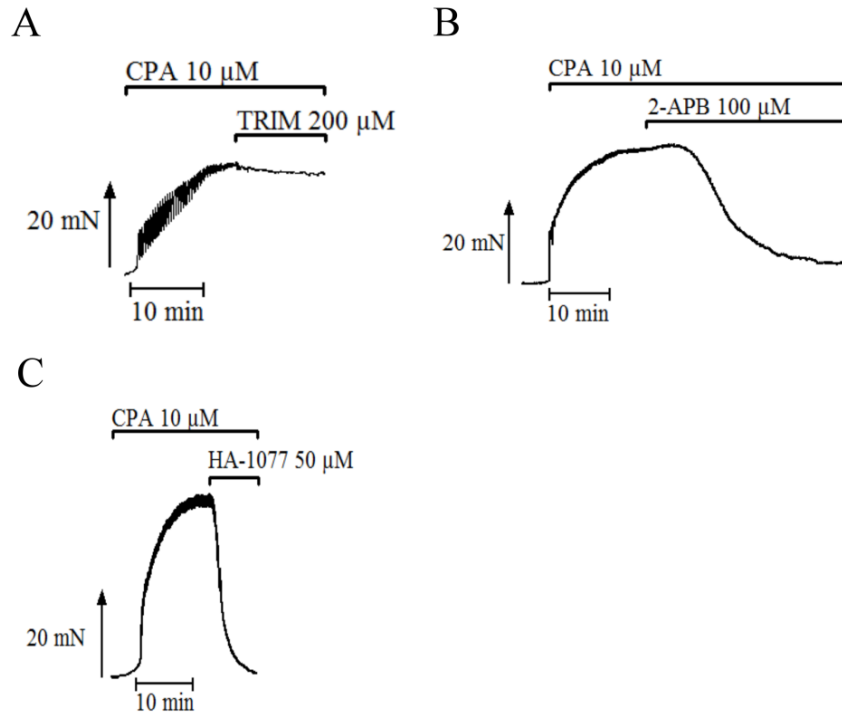 A
CPA 10 µM
TRIM 200 µM
20 mN
10 min
B
CPA 10 µM
2-APB 100 µM
20 mN
10 min
C
CPA 10 µM
HA-1077 50 µM
20 mN
10 min